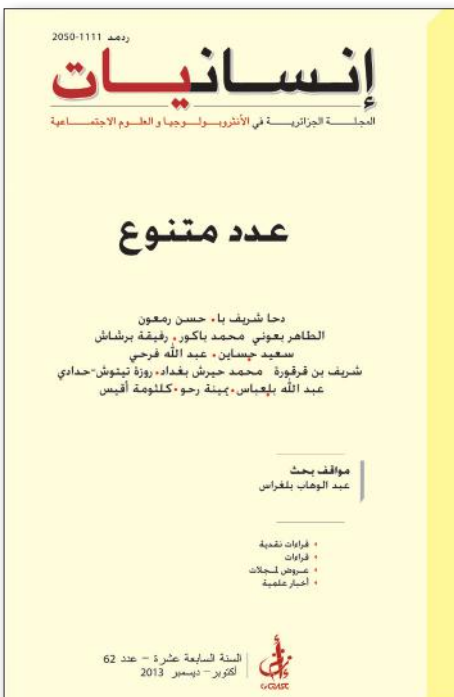 ردمد 1111-2050
إنسانيات
المجلة الجزائرية في الأنثروبولوجيا و العلوم الاجتماعية
عدد متنوع
دحا شريف با • حسن رمعون
الطاهر بعوني محمد باكور • رفيقة برشاش
سعيد حساين • عبد الله فرحي
شريف بن قرقورة محمد حيرش بغداد • روزة تيتوش-حدادي
عبد الله بلعباس • يمينة رحو • كلثومة أقيس
مواقف بحث
عبد الوهاب بلغراس
• قراءات نقدية
• قراءات
• عروض لمجلات
• أخبار علمية
السنة السابعة عشرة – عدد 62
أكتوبر – ديسمبر 2013
CRASC